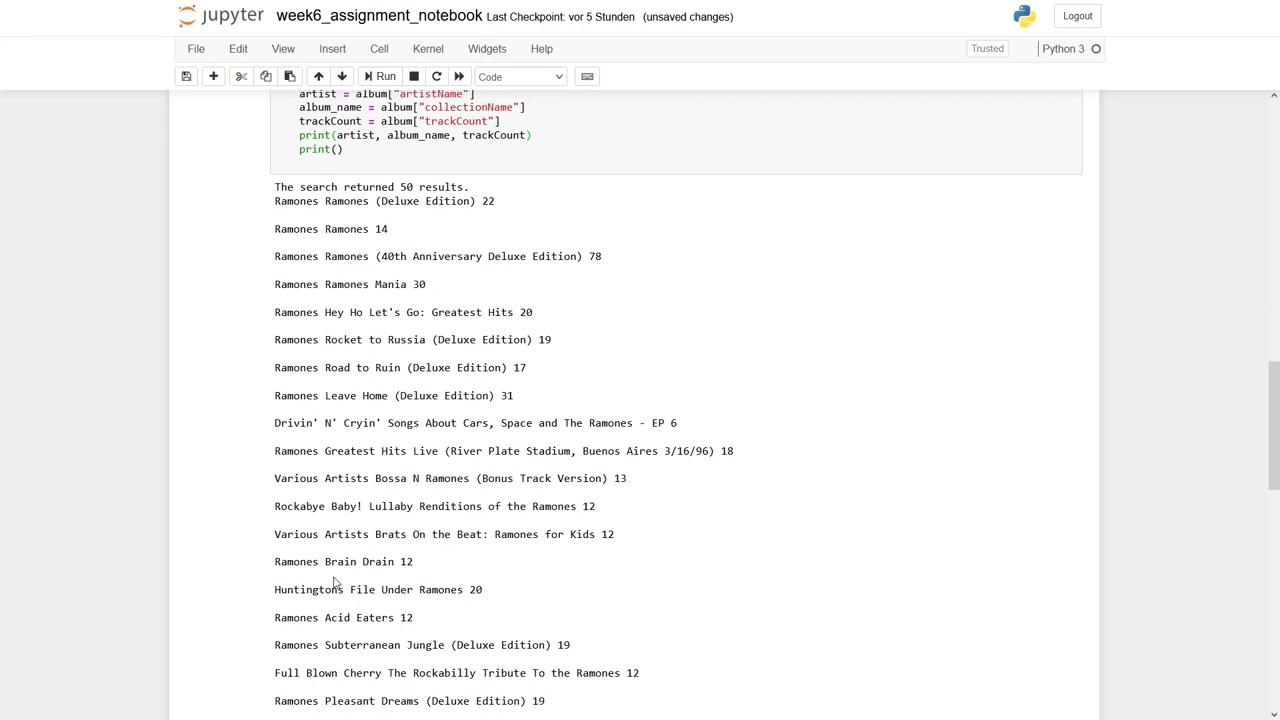 jupyter week6_assignment_notebook Last Checkpoint: vor 5 Stunden (unsaved changes) Logout
File Edit View Insert Cell Kernel Widgets Help Trusted Python 3
Run Code
artist = album["artistName"]
album_name = album["collectionName"]
trackCount = album["trackCount"]
print(artist, album_name, trackCount)
print()
The search returned 50 results.
Ramones Ramones (Deluxe Edition) 22
Ramones Ramones 14
Ramones Ramones (40th Anniversary Deluxe Edition) 78
Ramones Ramones Mania 30
Ramones Hey Ho Let's Go: Greatest Hits 20
Ramones Rocket to Russia (Deluxe Edition) 19
Ramones Road to Ruin (Deluxe Edition) 17
Ramones Leave Home (Deluxe Edition) 31
Drivin' N' Cryin' Songs About Cars, Space and The Ramones - EP 6
Ramones Greatest Hits Live (River Plate Stadium, Buenos Aires 3/16/96) 18
Various Artists Bossa N Ramones (Bonus Track Version) 13
Rockabye Baby! Lullaby Renditions of the Ramones 12
Various Artists Brats On the Beat: Ramones for Kids 12
Ramones Brain Drain 12
Huntingtons File Under Ramones 20
Ramones Acid Eaters 12
Ramones Subterranean Jungle (Deluxe Edition) 19
Full Blown Cherry The Rockabilly Tribute To the Ramones 12
Ramones Pleasant Dreams (Deluxe Edition) 19